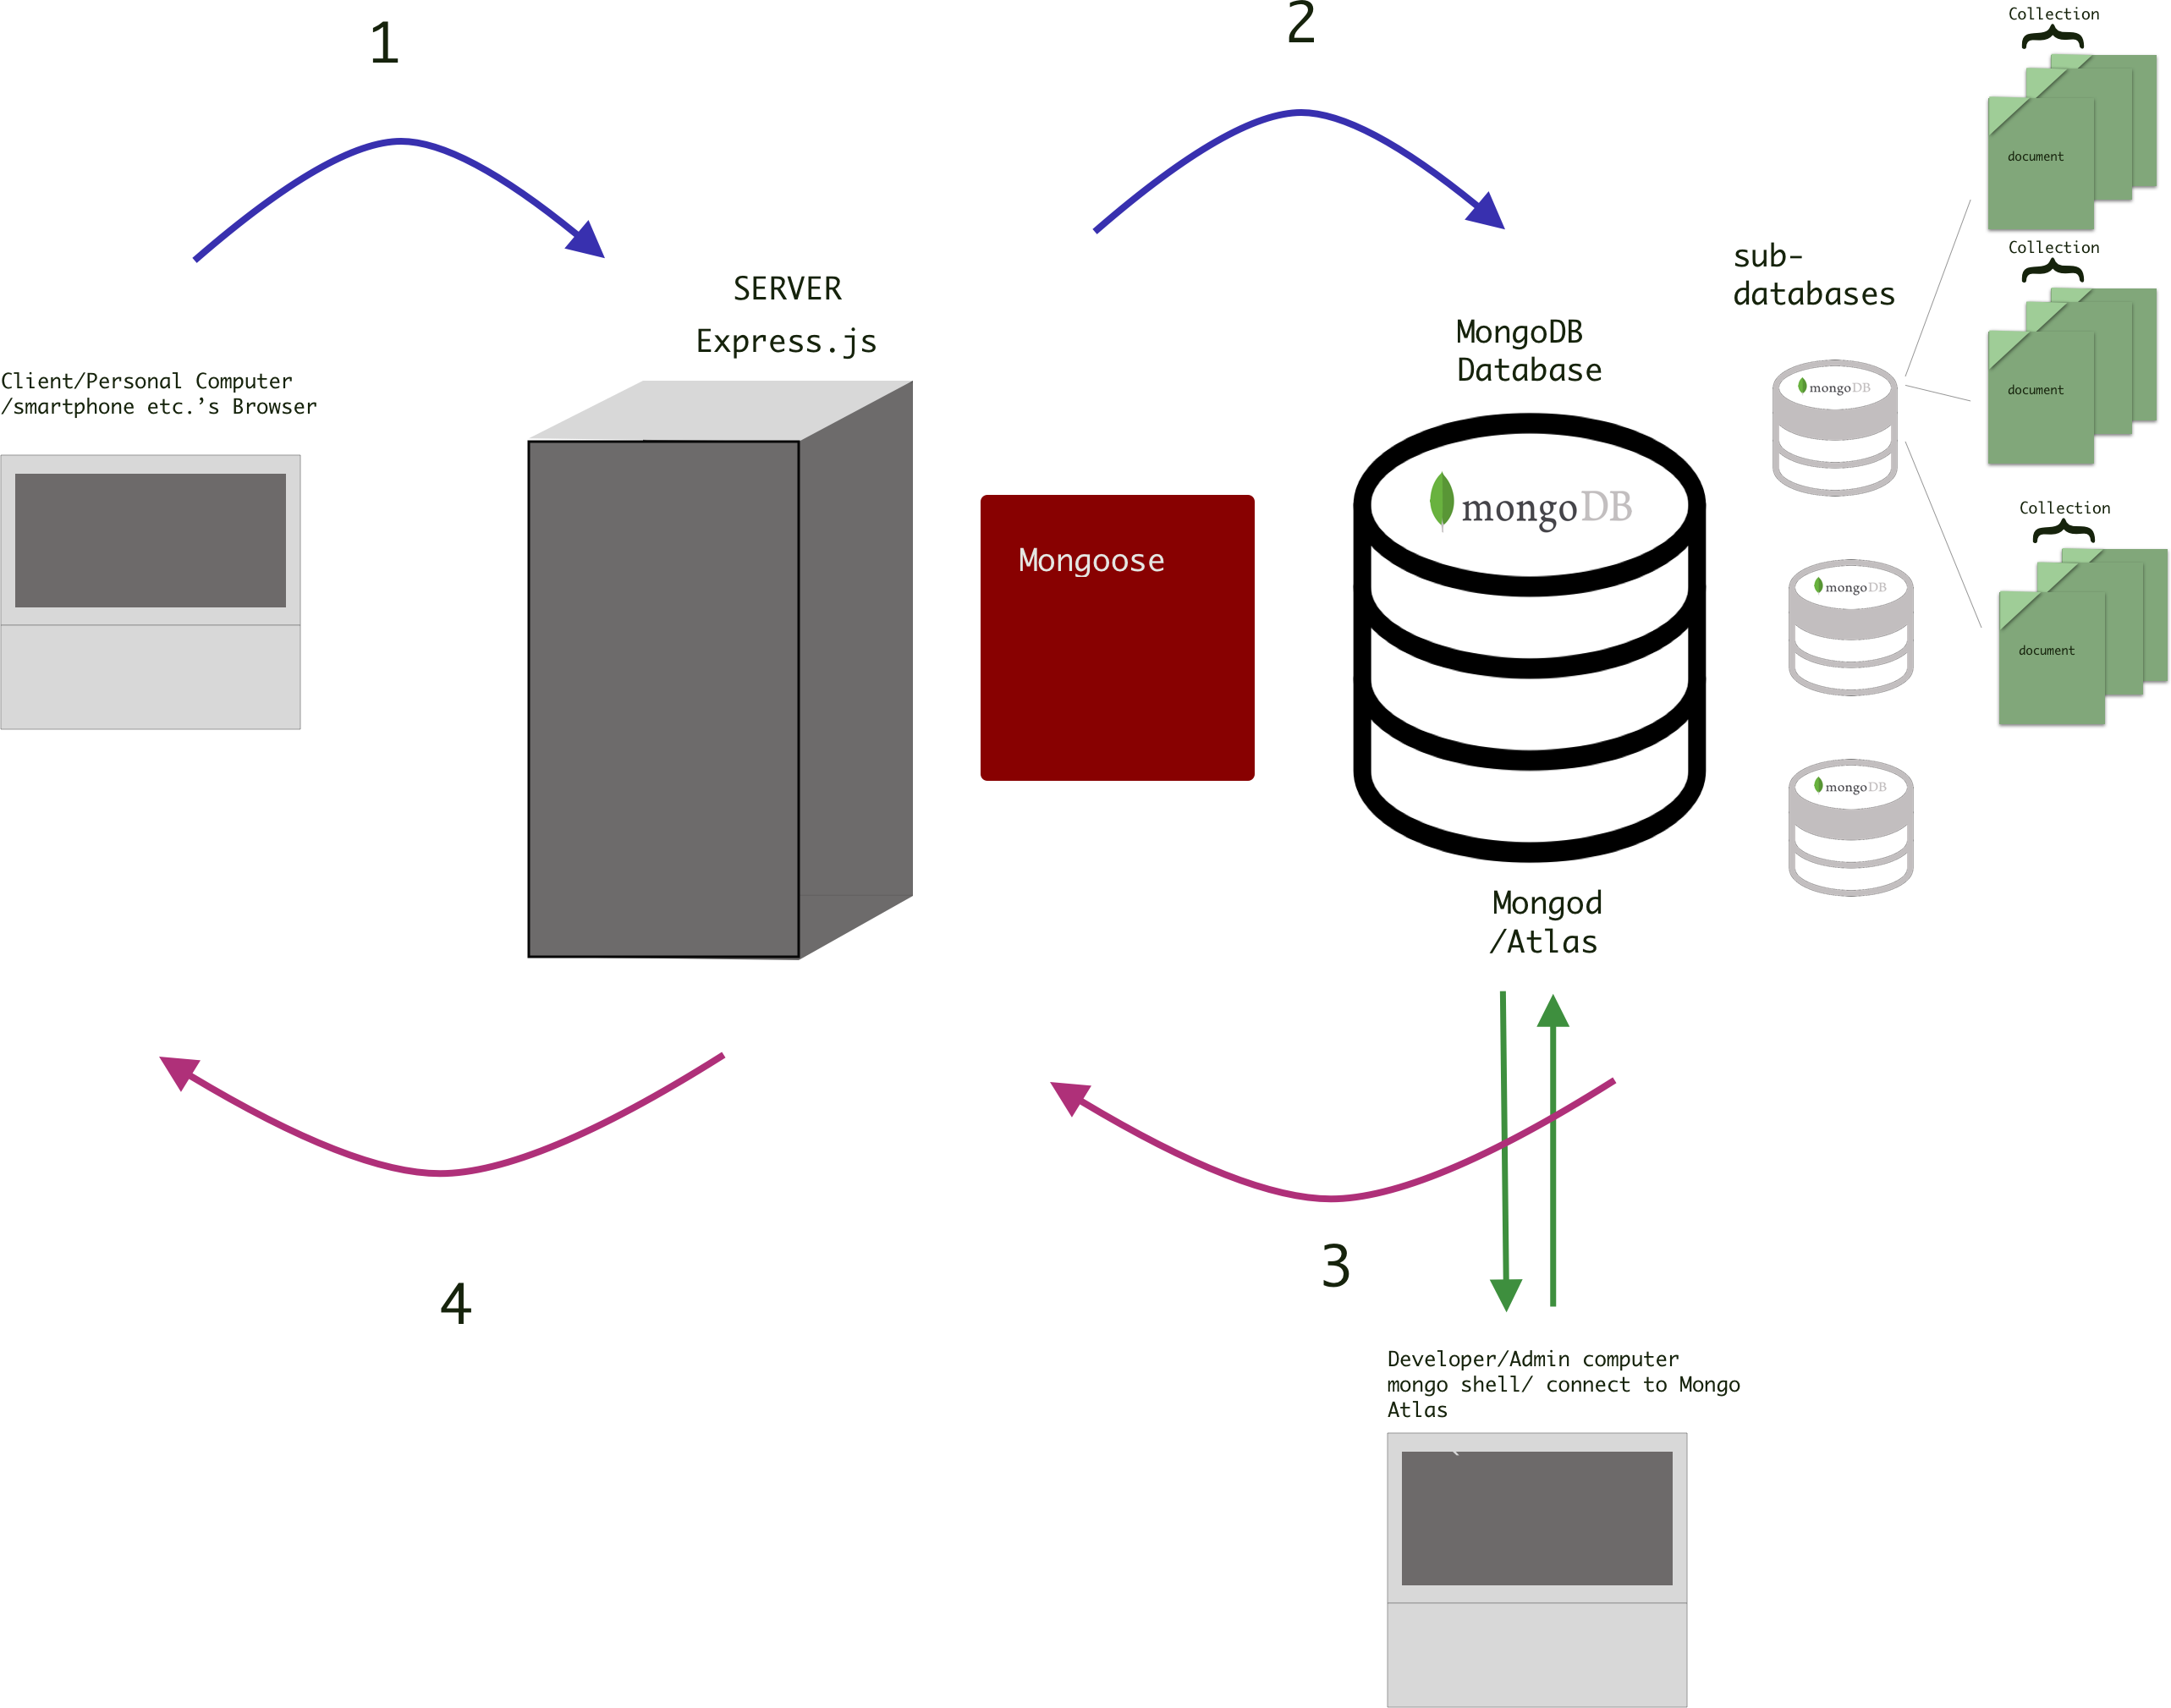 1
2
Collection
document
Collection
document
sub-
databases
SERVER
Express.js
MongoDB
Database
Client/Personal Computer
/smartphone etc.’s Browser
mongoDB
mongoDB
Mongoose
Collection
document
mongoDB
mongoDB
Mongod
/Atlas
3
4
Developer/Admin computer
mongo shell/ connect to Mongo
Atlas